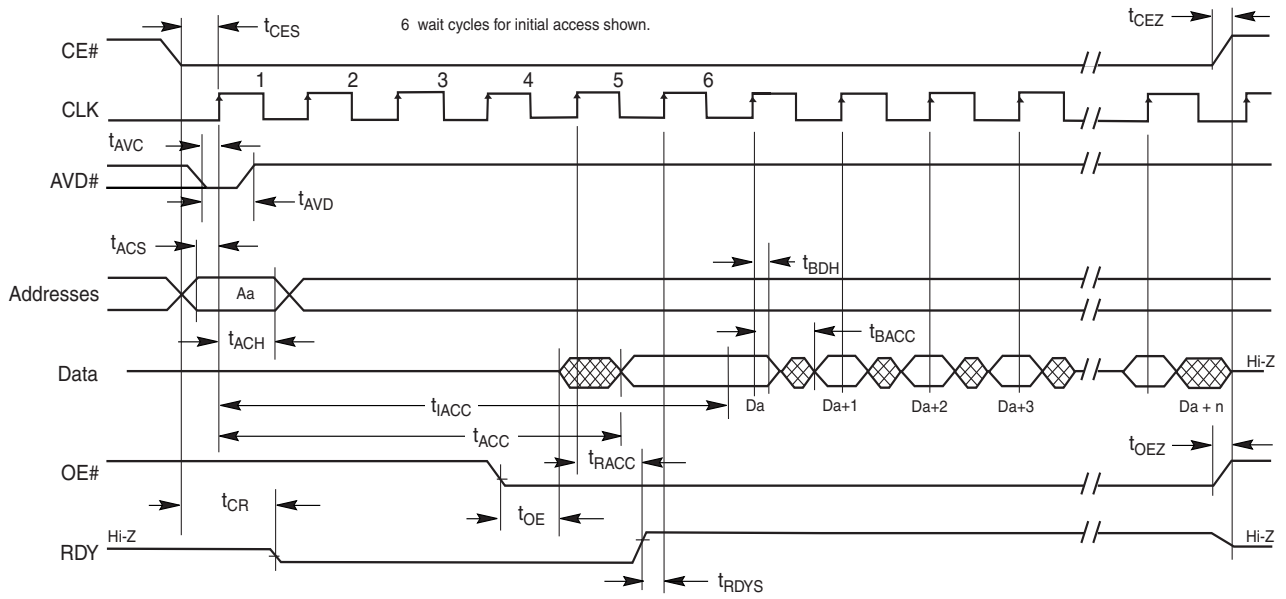 tCES
6 wait cycles for initial access shown.
tCEZ
CE#
1 2 3 4 5 6
CLK
tAVC
AVD#
tAVD
tACS
tBDH
Addresses
Aa
tACH
tBACC
Data
Hi-Z
tIACC
Da Da+1 Da+2 Da+3 Da + n
tACC
tOEZ
OE#
tRACC
tCR
tOE
Hi-Z
Hi-Z
RDY
tRDYS